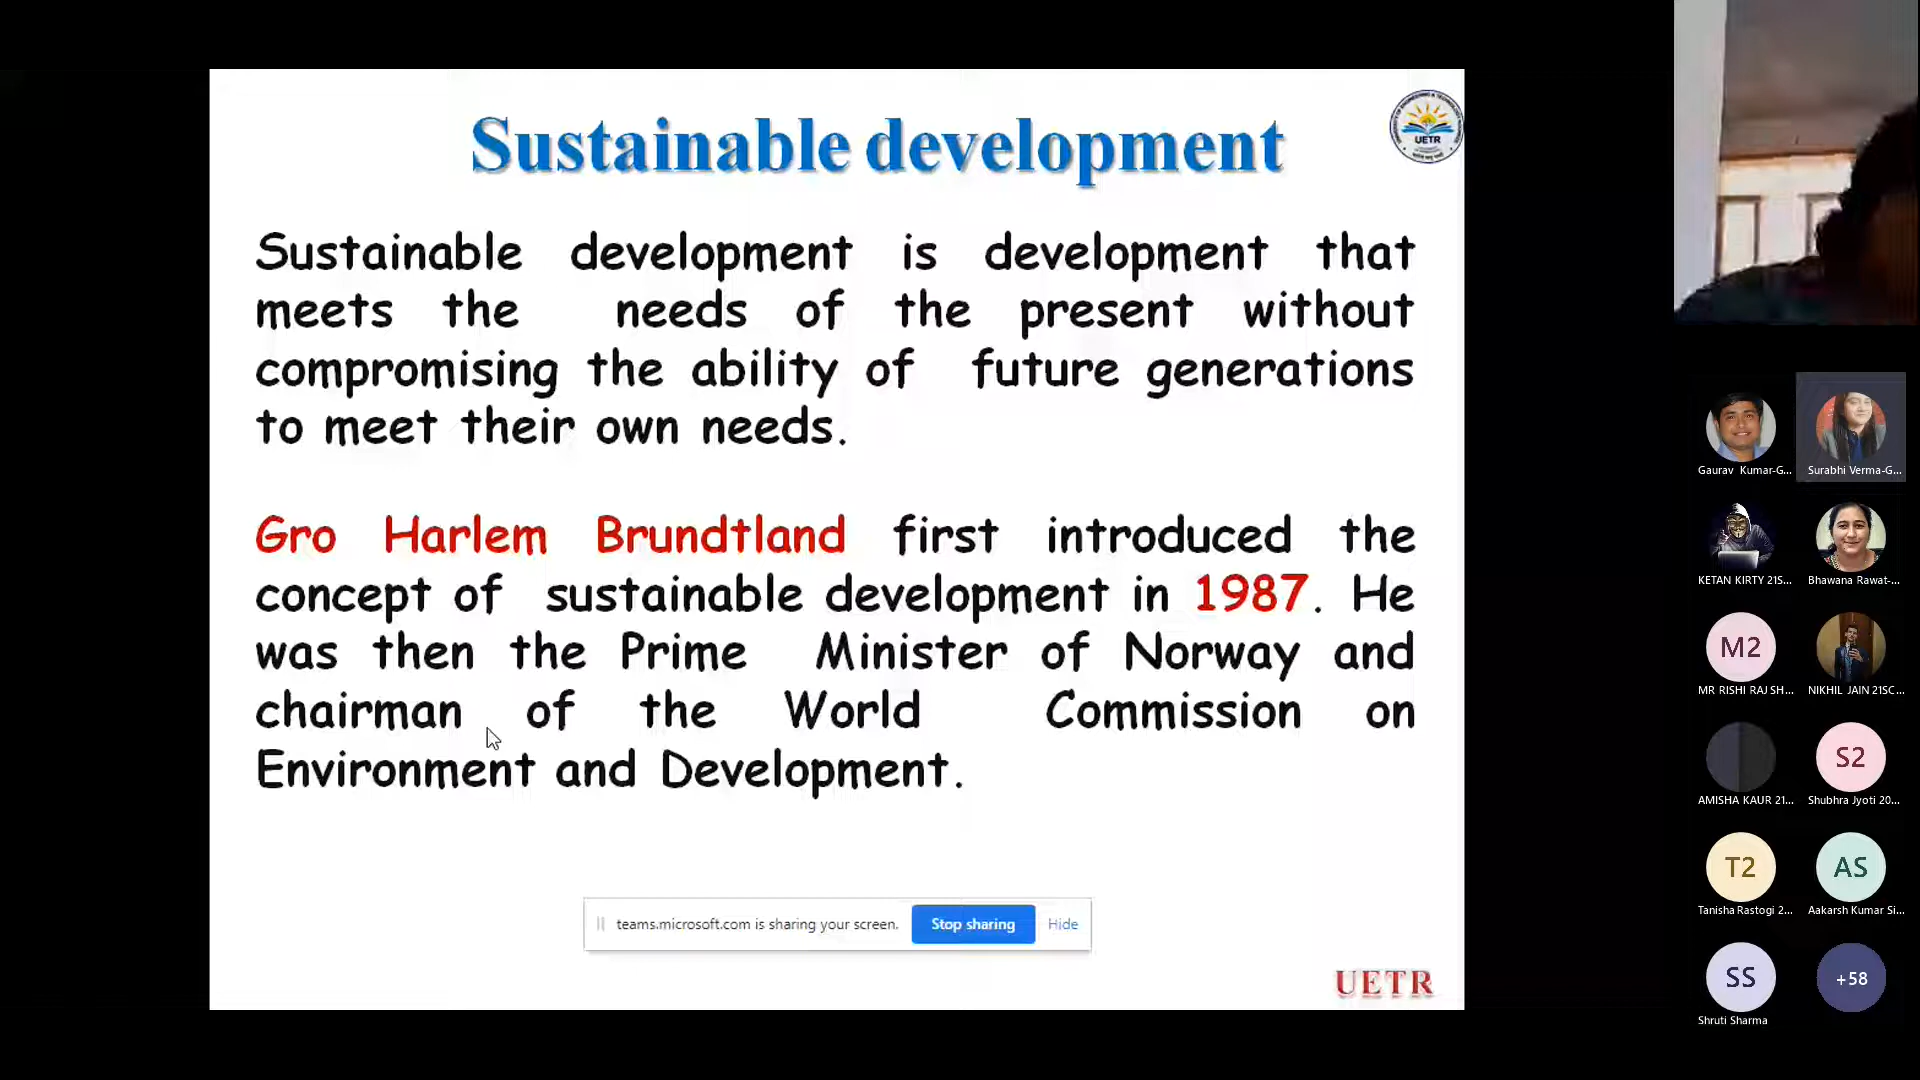 Sustainable development
UETR
Sustainable development is development that
meets the needs of the present without
compromising the ability of future generations
to meet their own needs.
Gro Harlem Brundtland first introduced the
concept of sustainable development in 1987. He
was then the Prime Minister of Norway and
chairman of the World Commission on
Environment and Development.
teams.microsoft.com is sharing your screen. Stop sharing Hide
UETR
Gaurav Kumar-G... Surabhi Verma-G...
KETAN KIRTY 21S... Bhawana Rawat-...
M2
MR RISHI RAJ SH... NIKHIL JAIN 21SC...
S2
AMISHA KAUR 21... Shubhra Jyoti 20...
T2 AS
Tanisha Rastogi 2... Aakarsh Kumar Si...
SS +58
Shruti Sharma